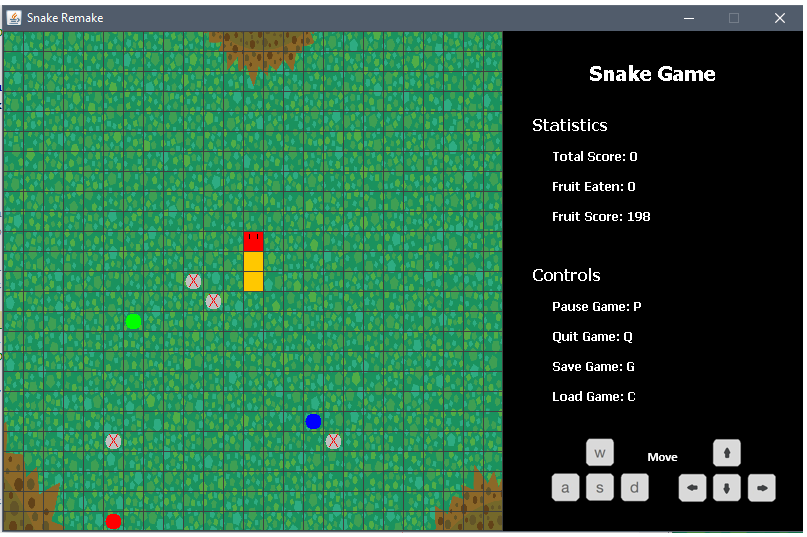 Snake Remake
Snake Game
Statistics
Total Score: 0
Fruit Eaten: 0
Fruit Score: 198
X
X
Controls
Pause Game: P
Quit Game: Q
Save Game: G
Load Game: C
X
X
w
Move
a
s
d